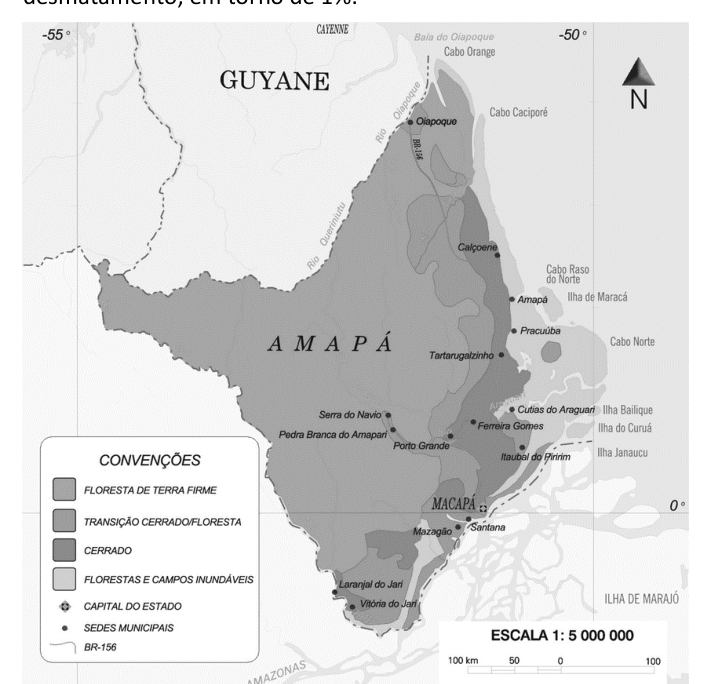 desmatamento, em torno de 1%.
-55°
CAYENNE
-50°
Baia do Oiapoque
Cabo Orange
GUYANE
N
Rio Oiapoque
Oiapoque
Cabo Caciporé
BR-156
Rio Queriniutu
Calçoene
Cabo Raso
do Norte
Amapá
Ilha de Maracá
Pracuúba
AMAPÁ
Cabo Norte
Tartarugalzinho
Serra do Navio
Cutias do Araguari
Ilha Bailique
Pedra Branca do Amapari
Ferreira Gomes
Ilha do Curuá
Porto Grande
Itaubal do Piririm
Ilha Janaucu
CONVENÇÕES
FLORESTA DE TERRA FIRME
TRANSIÇÃO CERRADO/FLORESTA
CERRADO
FLORESTAS E CAMPOS INUNDÁVEIS
CAPITAL DO ESTADO
SEDES MUNICIPAIS
BR-156
MACAPÁ
0°
Santana
Mazagão
Laranjal do Jari
Vitória do Jari
ILHA DE MARAJÓ
ESCALA 1: 5 000 000
100 km 50 0 100
AMAZONAS